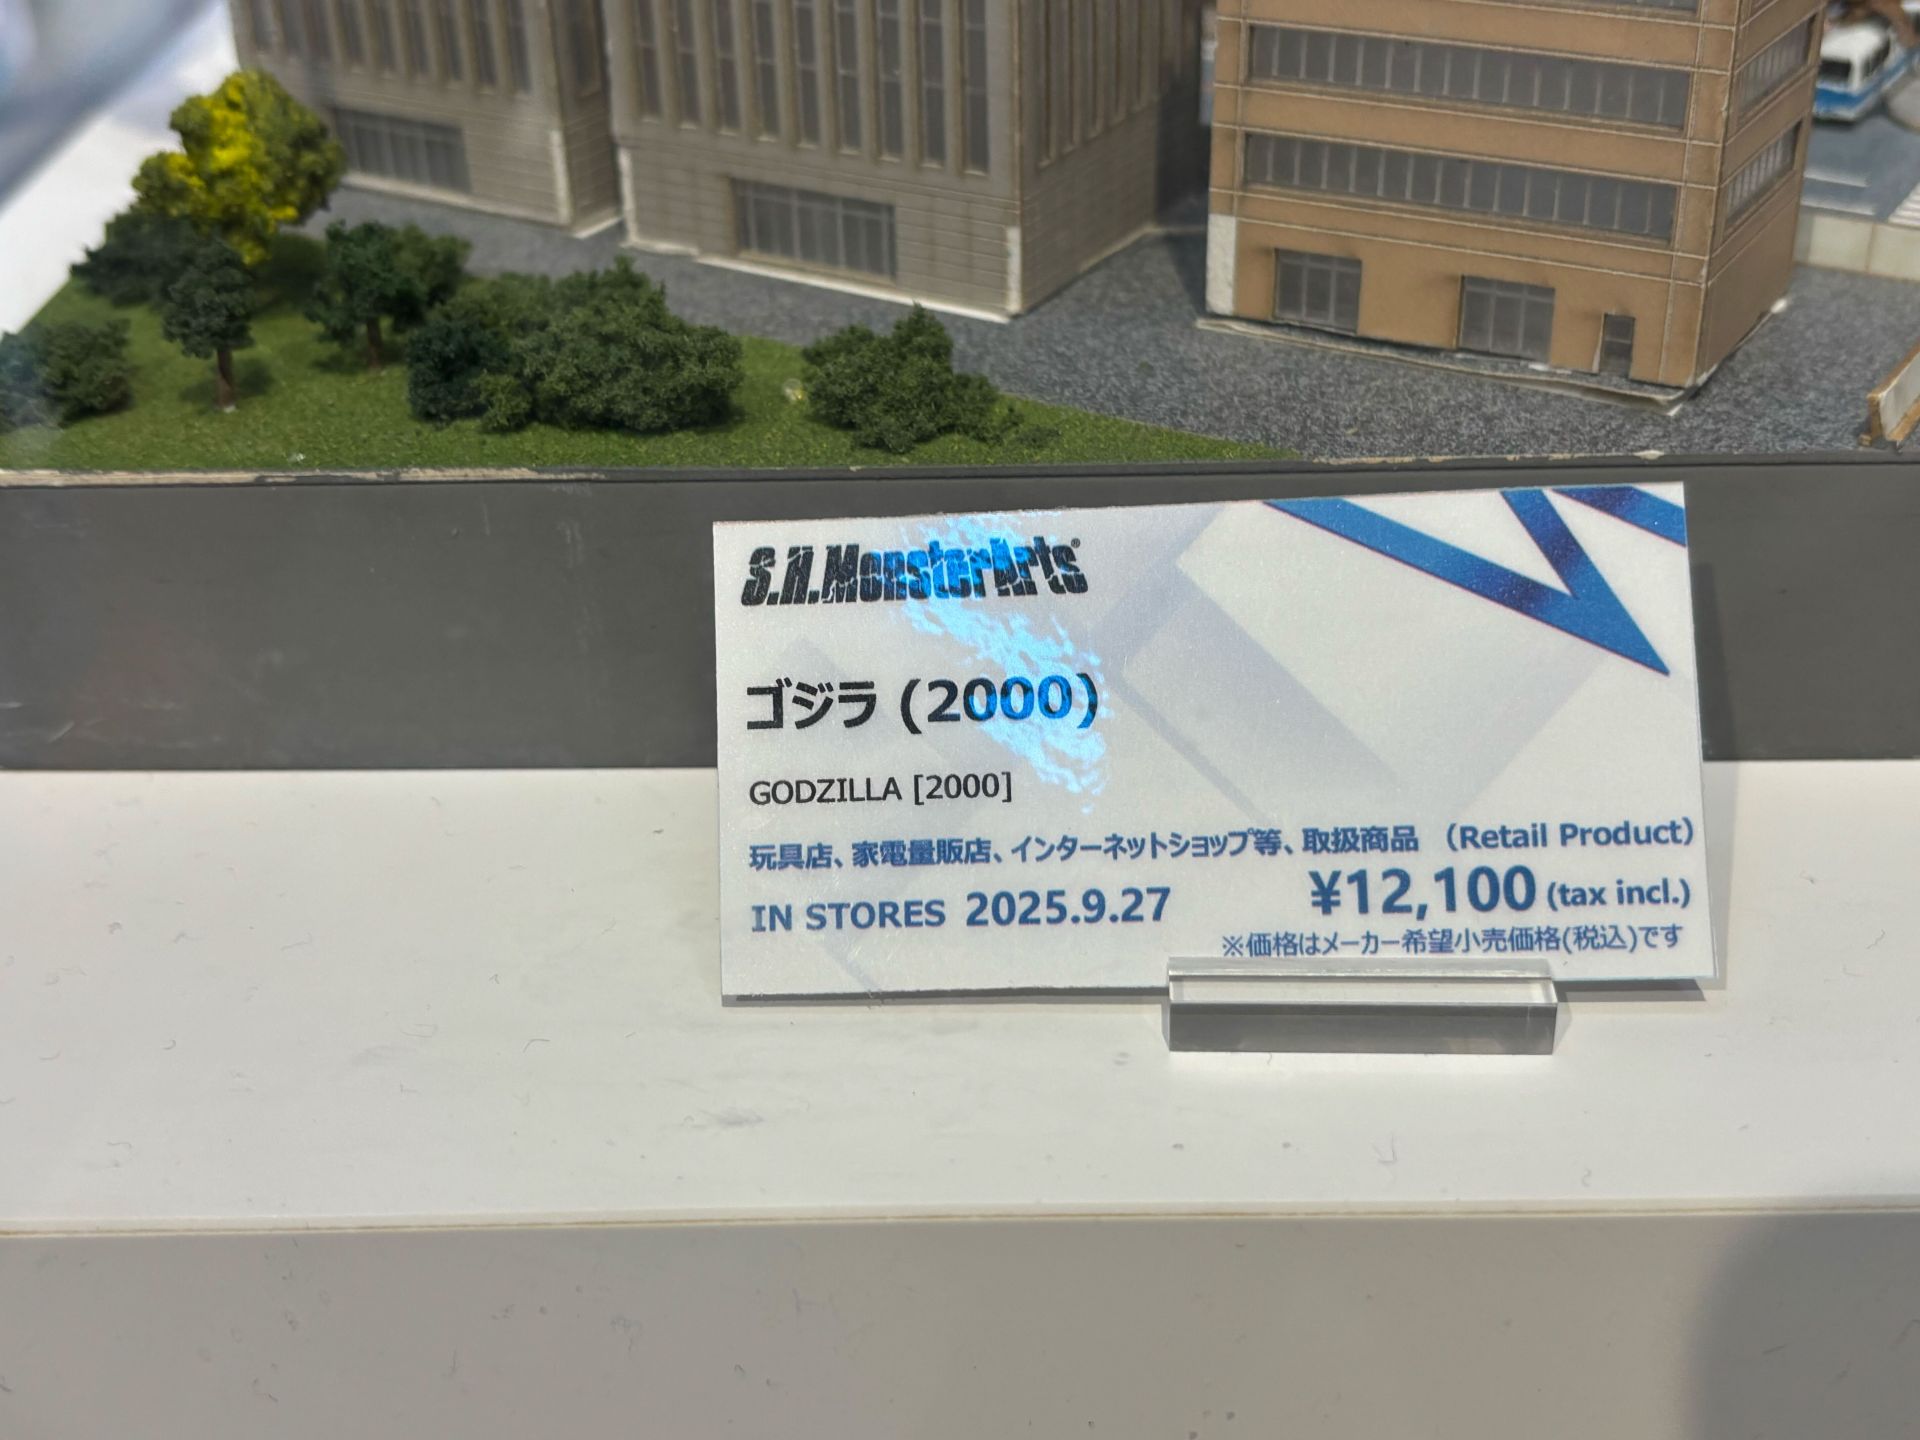 S.H.MonsterArts®
ゴジラ (2000)
GODZILLA [2000]
玩具店、家電量販店、インターネットショップ等、取扱商品 （Retail Product）
IN STORES 2025.9.27 ¥12,100 (tax incl.)
※価格はメーカー希望小売価格(税込)です